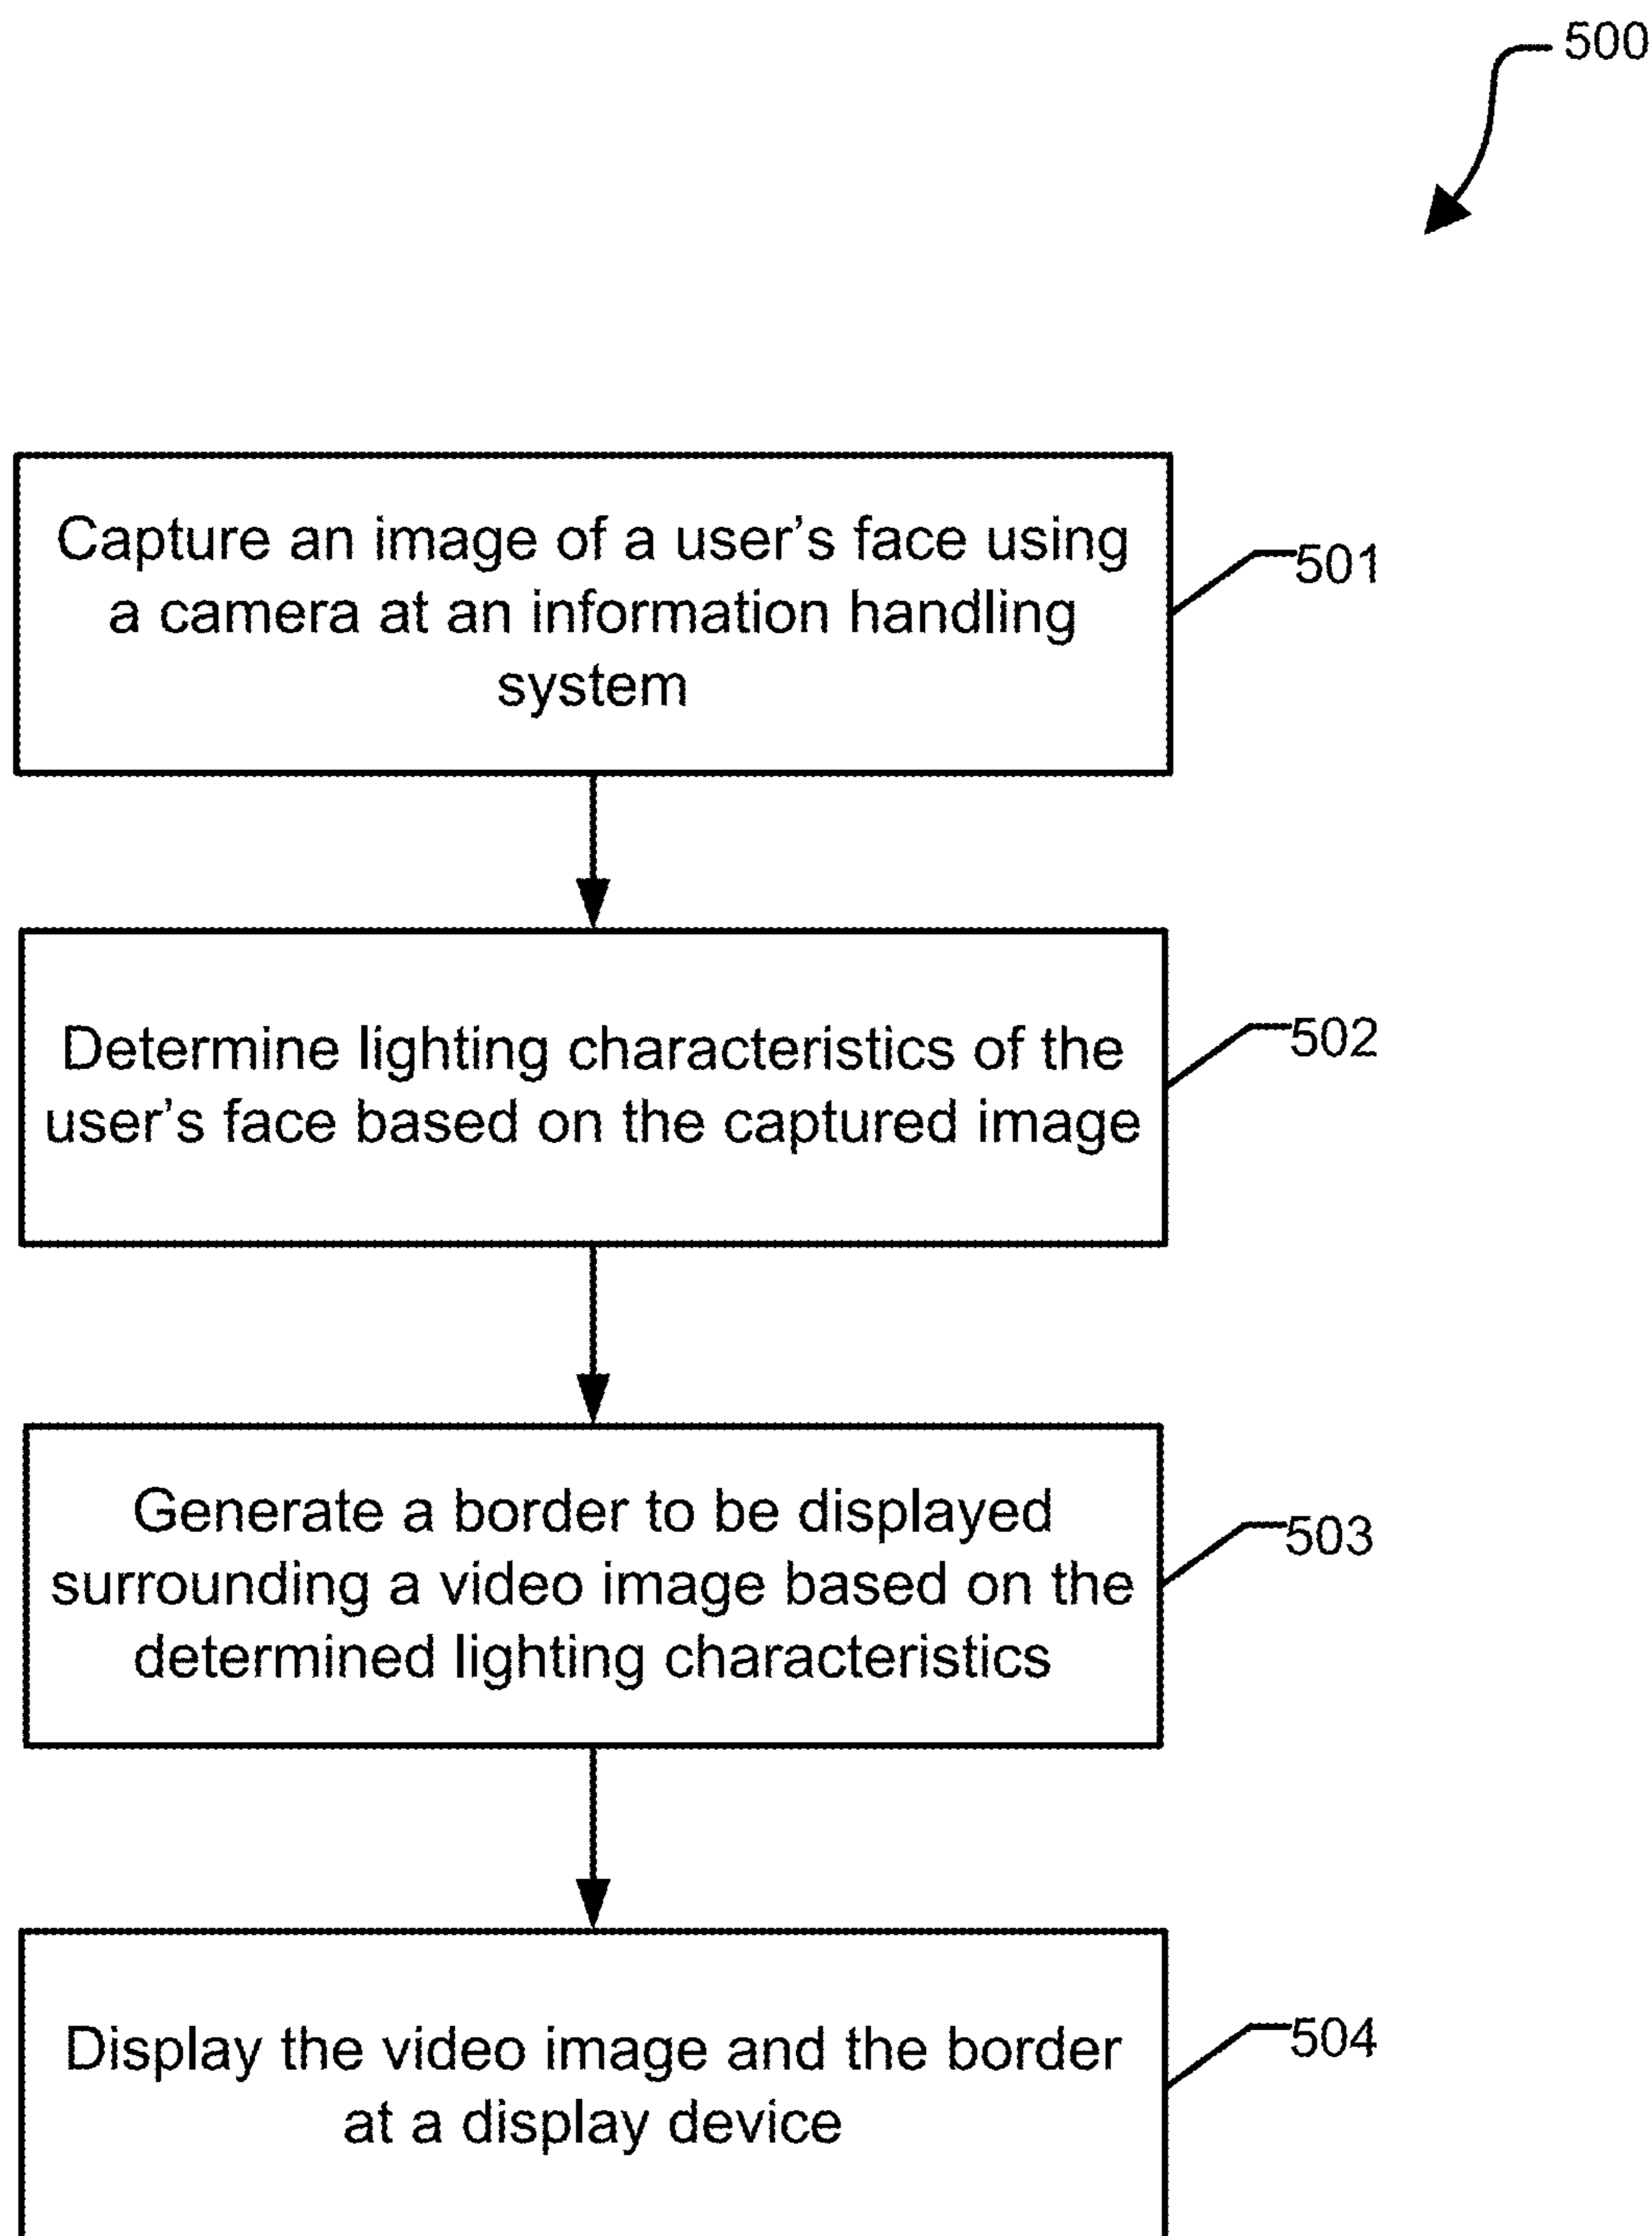 500
Capture an image of a user’s face using
a camera at an information handling
system
501
Determine lighting characteristics of the
user’s face based on the captured image
502
Generate a border to be displayed
surrounding a video image based on the
determined lighting characteristics
503
Display the video image and the border
at a display device
504